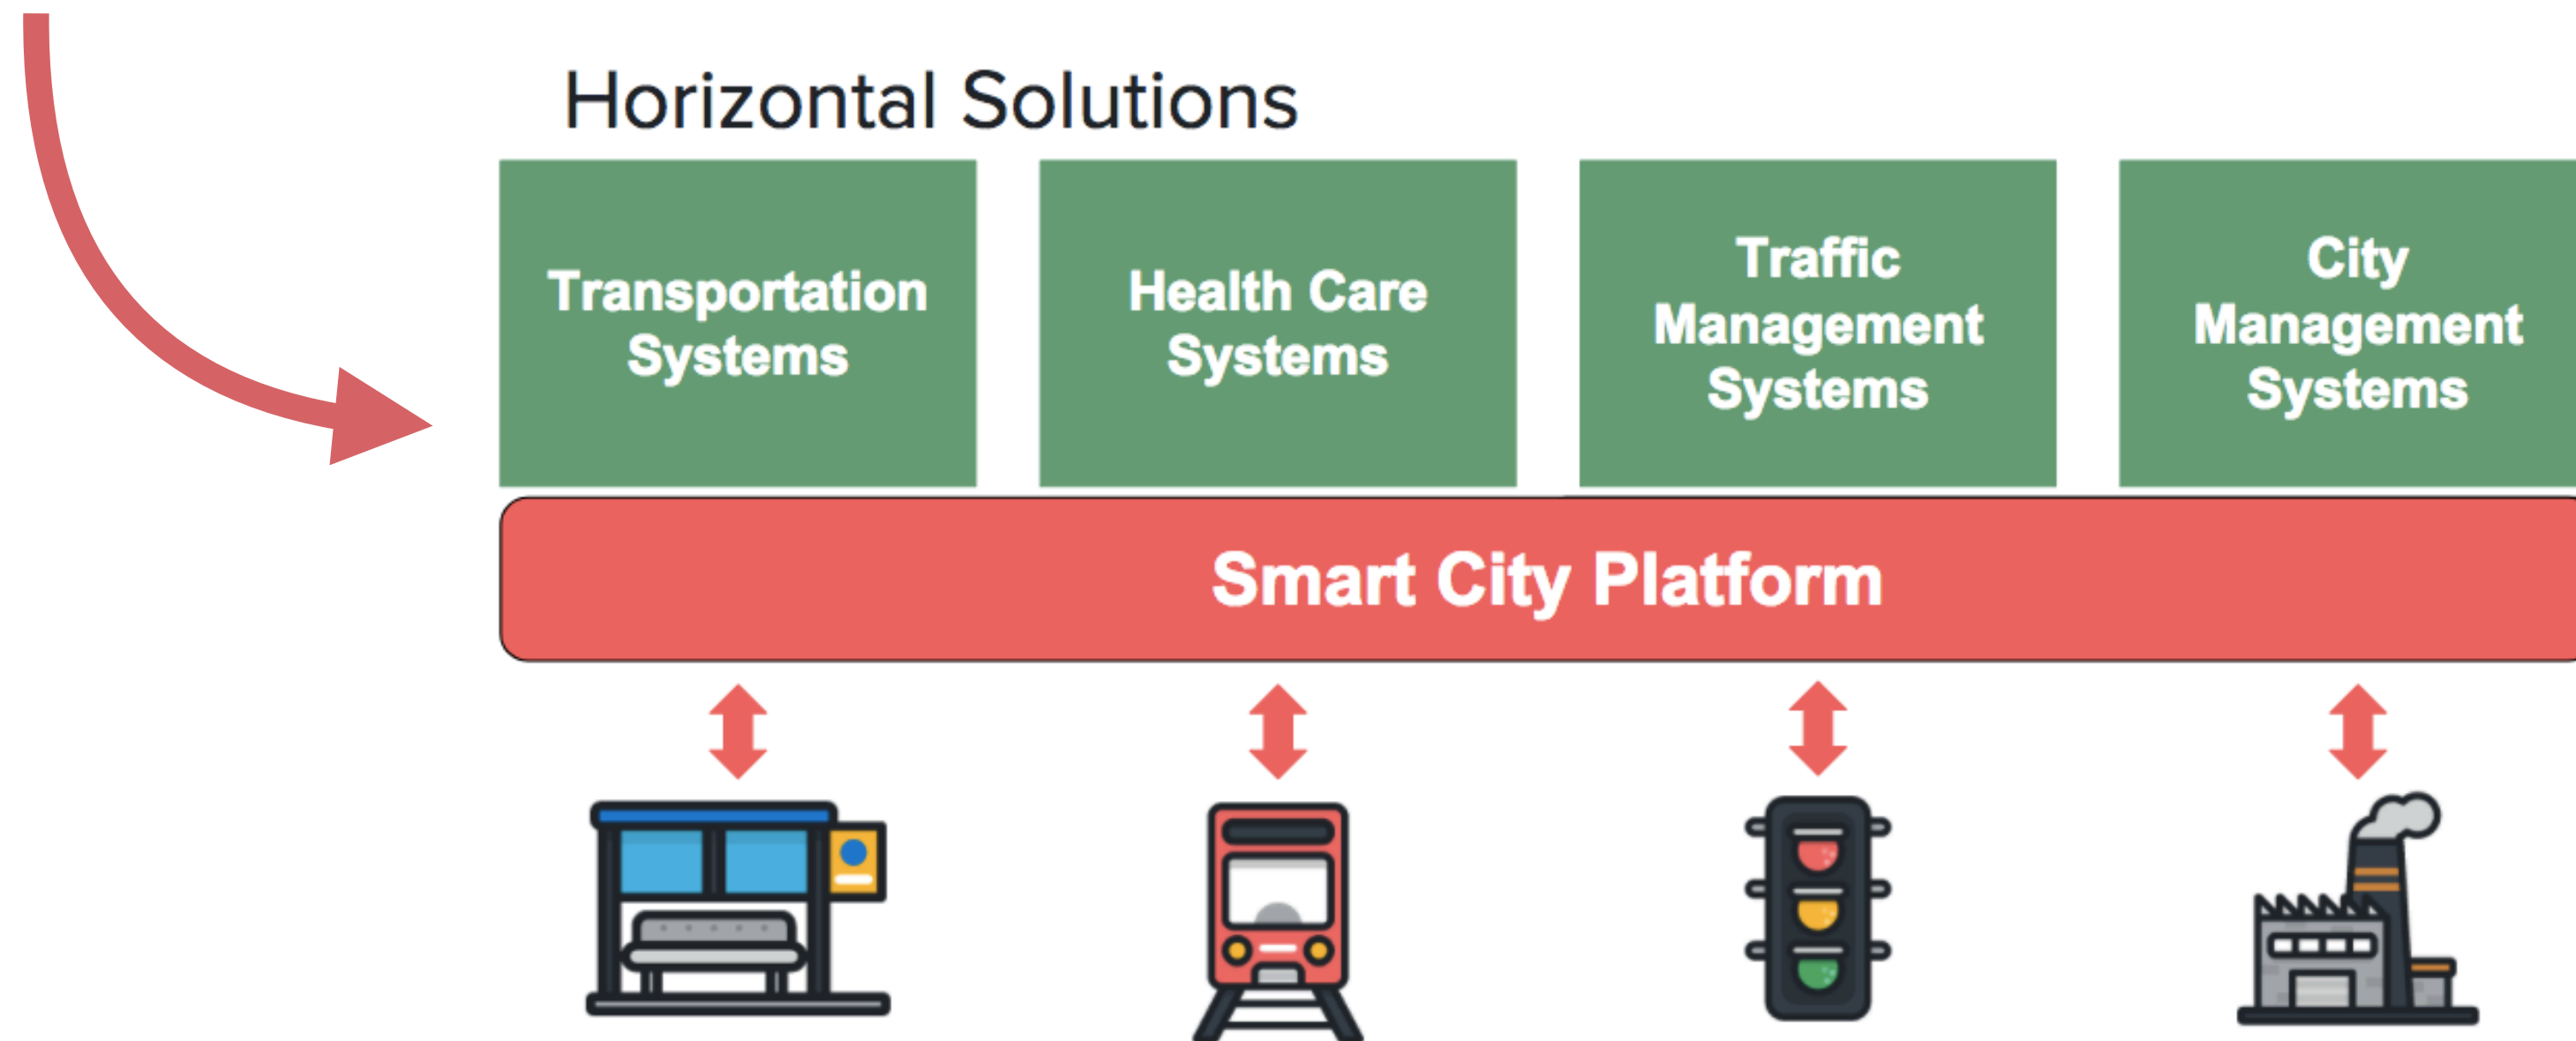 Horizontal Solutions
Transportation
Systems
Health Care
Systems
Traffic
Management
Systems
City
Management
Systems
Smart City Platform